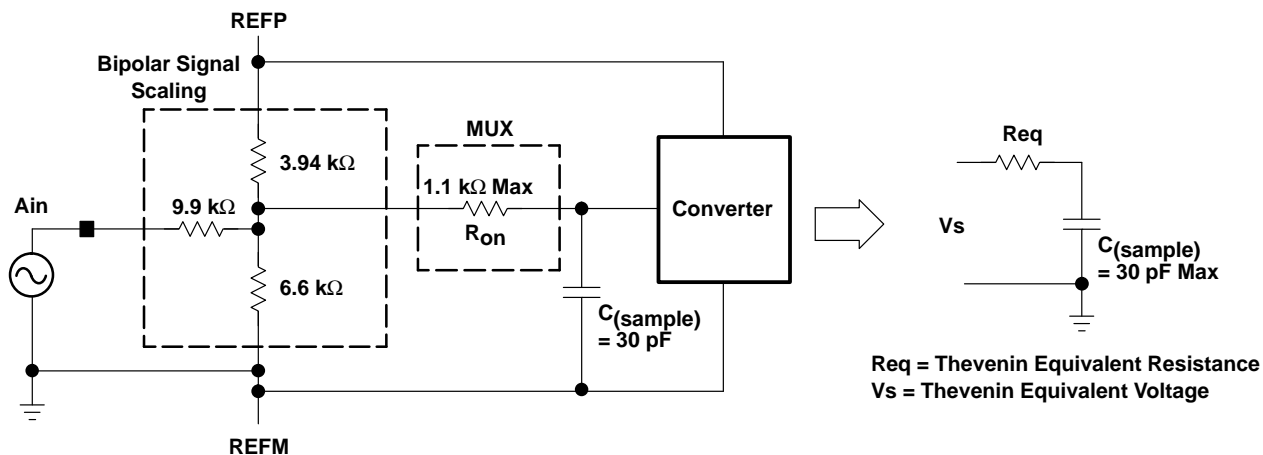 REFP
Bipolar Signal
Scaling
MUX
3.94 kΩ
1.1 kΩ Max
Ron
Ain
9.9 kΩ
6.6 kΩ
Converter
C(sample)
= 30 pF
REFM
Req
Vs
C(sample)
= 30 pF Max
Req = Thevenin Equivalent Resistance
Vs = Thevenin Equivalent Voltage